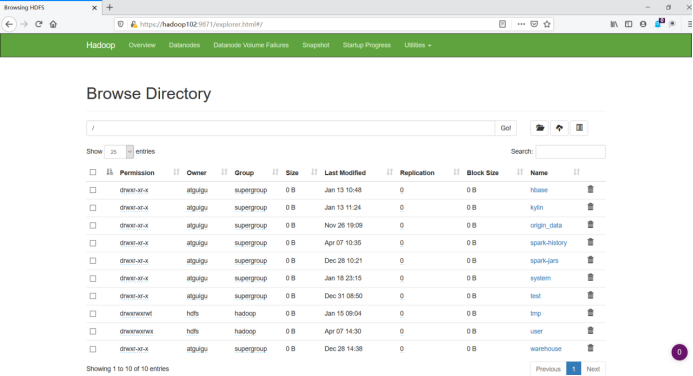 Browsing HDFS
https://hadoop102:9871/explorer.html#/
Hadoop Overview Datanodes Datanode Volume Failures Snapshot Startup Progress Utilities
Browse Directory
/ Go!
Show 25 entries Search:
Permission Owner Group Size Last Modified Replication Block Size Name
drwxr-xr-x atguigu supergroup 0 B Jan 13 10:48 0 0 B hbase
drwxr-xr-x atguigu supergroup 0 B Jan 13 11:24 0 0 B kylin
drwxr-xr-x atguigu supergroup 0 B Nov 26 19:09 0 0 B origin_data
drwxr-xr-x atguigu supergroup 0 B Apr 07 10:35 0 0 B spark-history
drwxr-xr-x atguigu supergroup 0 B Dec 28 10:21 0 0 B spark-jars
drwxr-xr-x atguigu supergroup 0 B Jan 18 23:15 0 0 B system
drwxr-xr-x atguigu supergroup 0 B Dec 31 08:50 0 0 B test
drwxrwxrwt hdfs hadoop 0 B Jan 15 09:04 0 0 B tmp
drwxrwxrwx hdfs hadoop 0 B Apr 07 14:30 0 0 B user
drwxr-xr-x atguigu supergroup 0 B Dec 28 14:38 0 0 B warehouse
0
Showing 1 to 10 of 10 entries Previous 1 Next